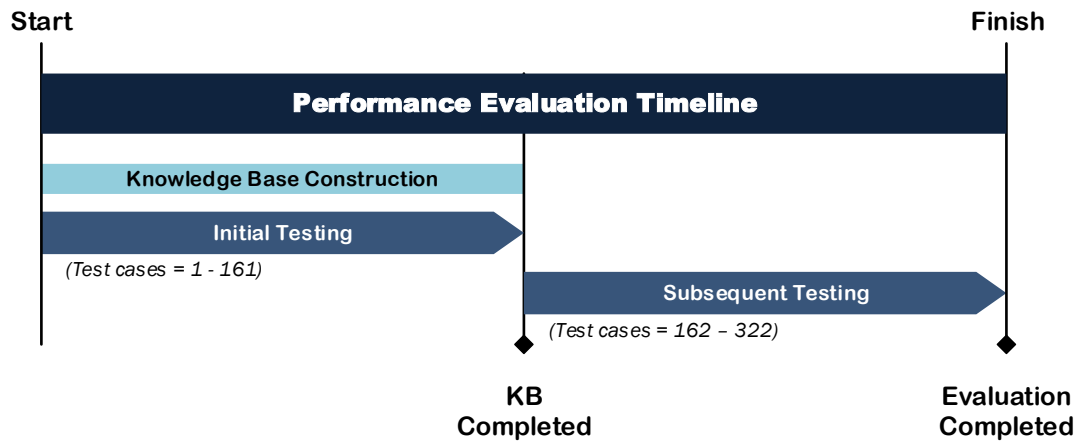 Start
Finish
Performance Evaluation Timeline
Knowledge Base Construction
Initial Testing
(Test cases = 1 - 161)
Subsequent Testing
(Test cases = 162 – 322)
KB
Completed
Evaluation
Completed